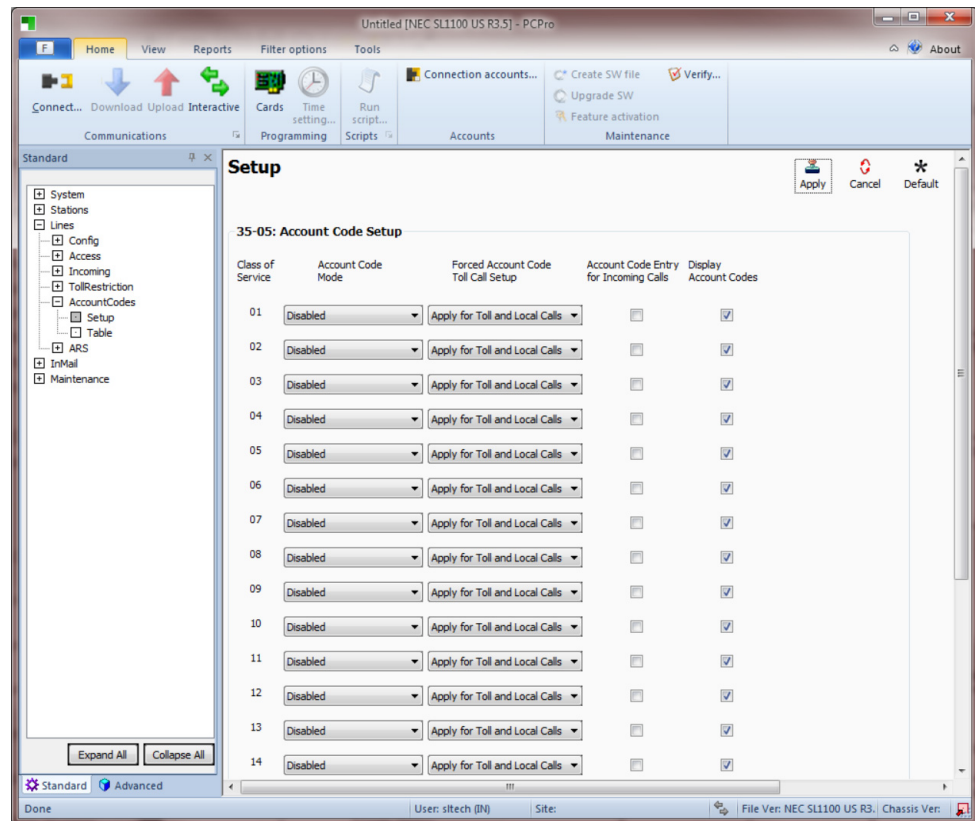 Untitled [NEC SL1100 US R3.5] - PCPro
F Home View Reports Filter options Tools About
Connect... Download Upload Interactive
Communications
Cards Time setting...
Programming
Run script...
Scripts
Connection accounts...
Accounts
Create SW file Verify...
Upgrade SW
Feature activation
Maintenance
Standard
System
Stations
Lines
Config
Access
Incoming
TollRestriction
AccountCodes
Setup
Table
ARS
InMail
Maintenance
Expand All Collapse All
Standard Advanced
Setup
Apply Cancel Default
35-05: Account Code Setup
Class of Service Account Code Mode Forced Account Code Toll Call Setup Account Code Entry for Incoming Calls Display Account Codes
01 Disabled Apply for Toll and Local Calls
02 Disabled Apply for Toll and Local Calls
03 Disabled Apply for Toll and Local Calls
04 Disabled Apply for Toll and Local Calls
05 Disabled Apply for Toll and Local Calls
06 Disabled Apply for Toll and Local Calls
07 Disabled Apply for Toll and Local Calls
08 Disabled Apply for Toll and Local Calls
09 Disabled Apply for Toll and Local Calls
10 Disabled Apply for Toll and Local Calls
11 Disabled Apply for Toll and Local Calls
12 Disabled Apply for Toll and Local Calls
13 Disabled Apply for Toll and Local Calls
14 Disabled Apply for Toll and Local Calls
Done User: sltech (IN) Site: File Ver: NEC SL1100 US R3. Chassis Ver: